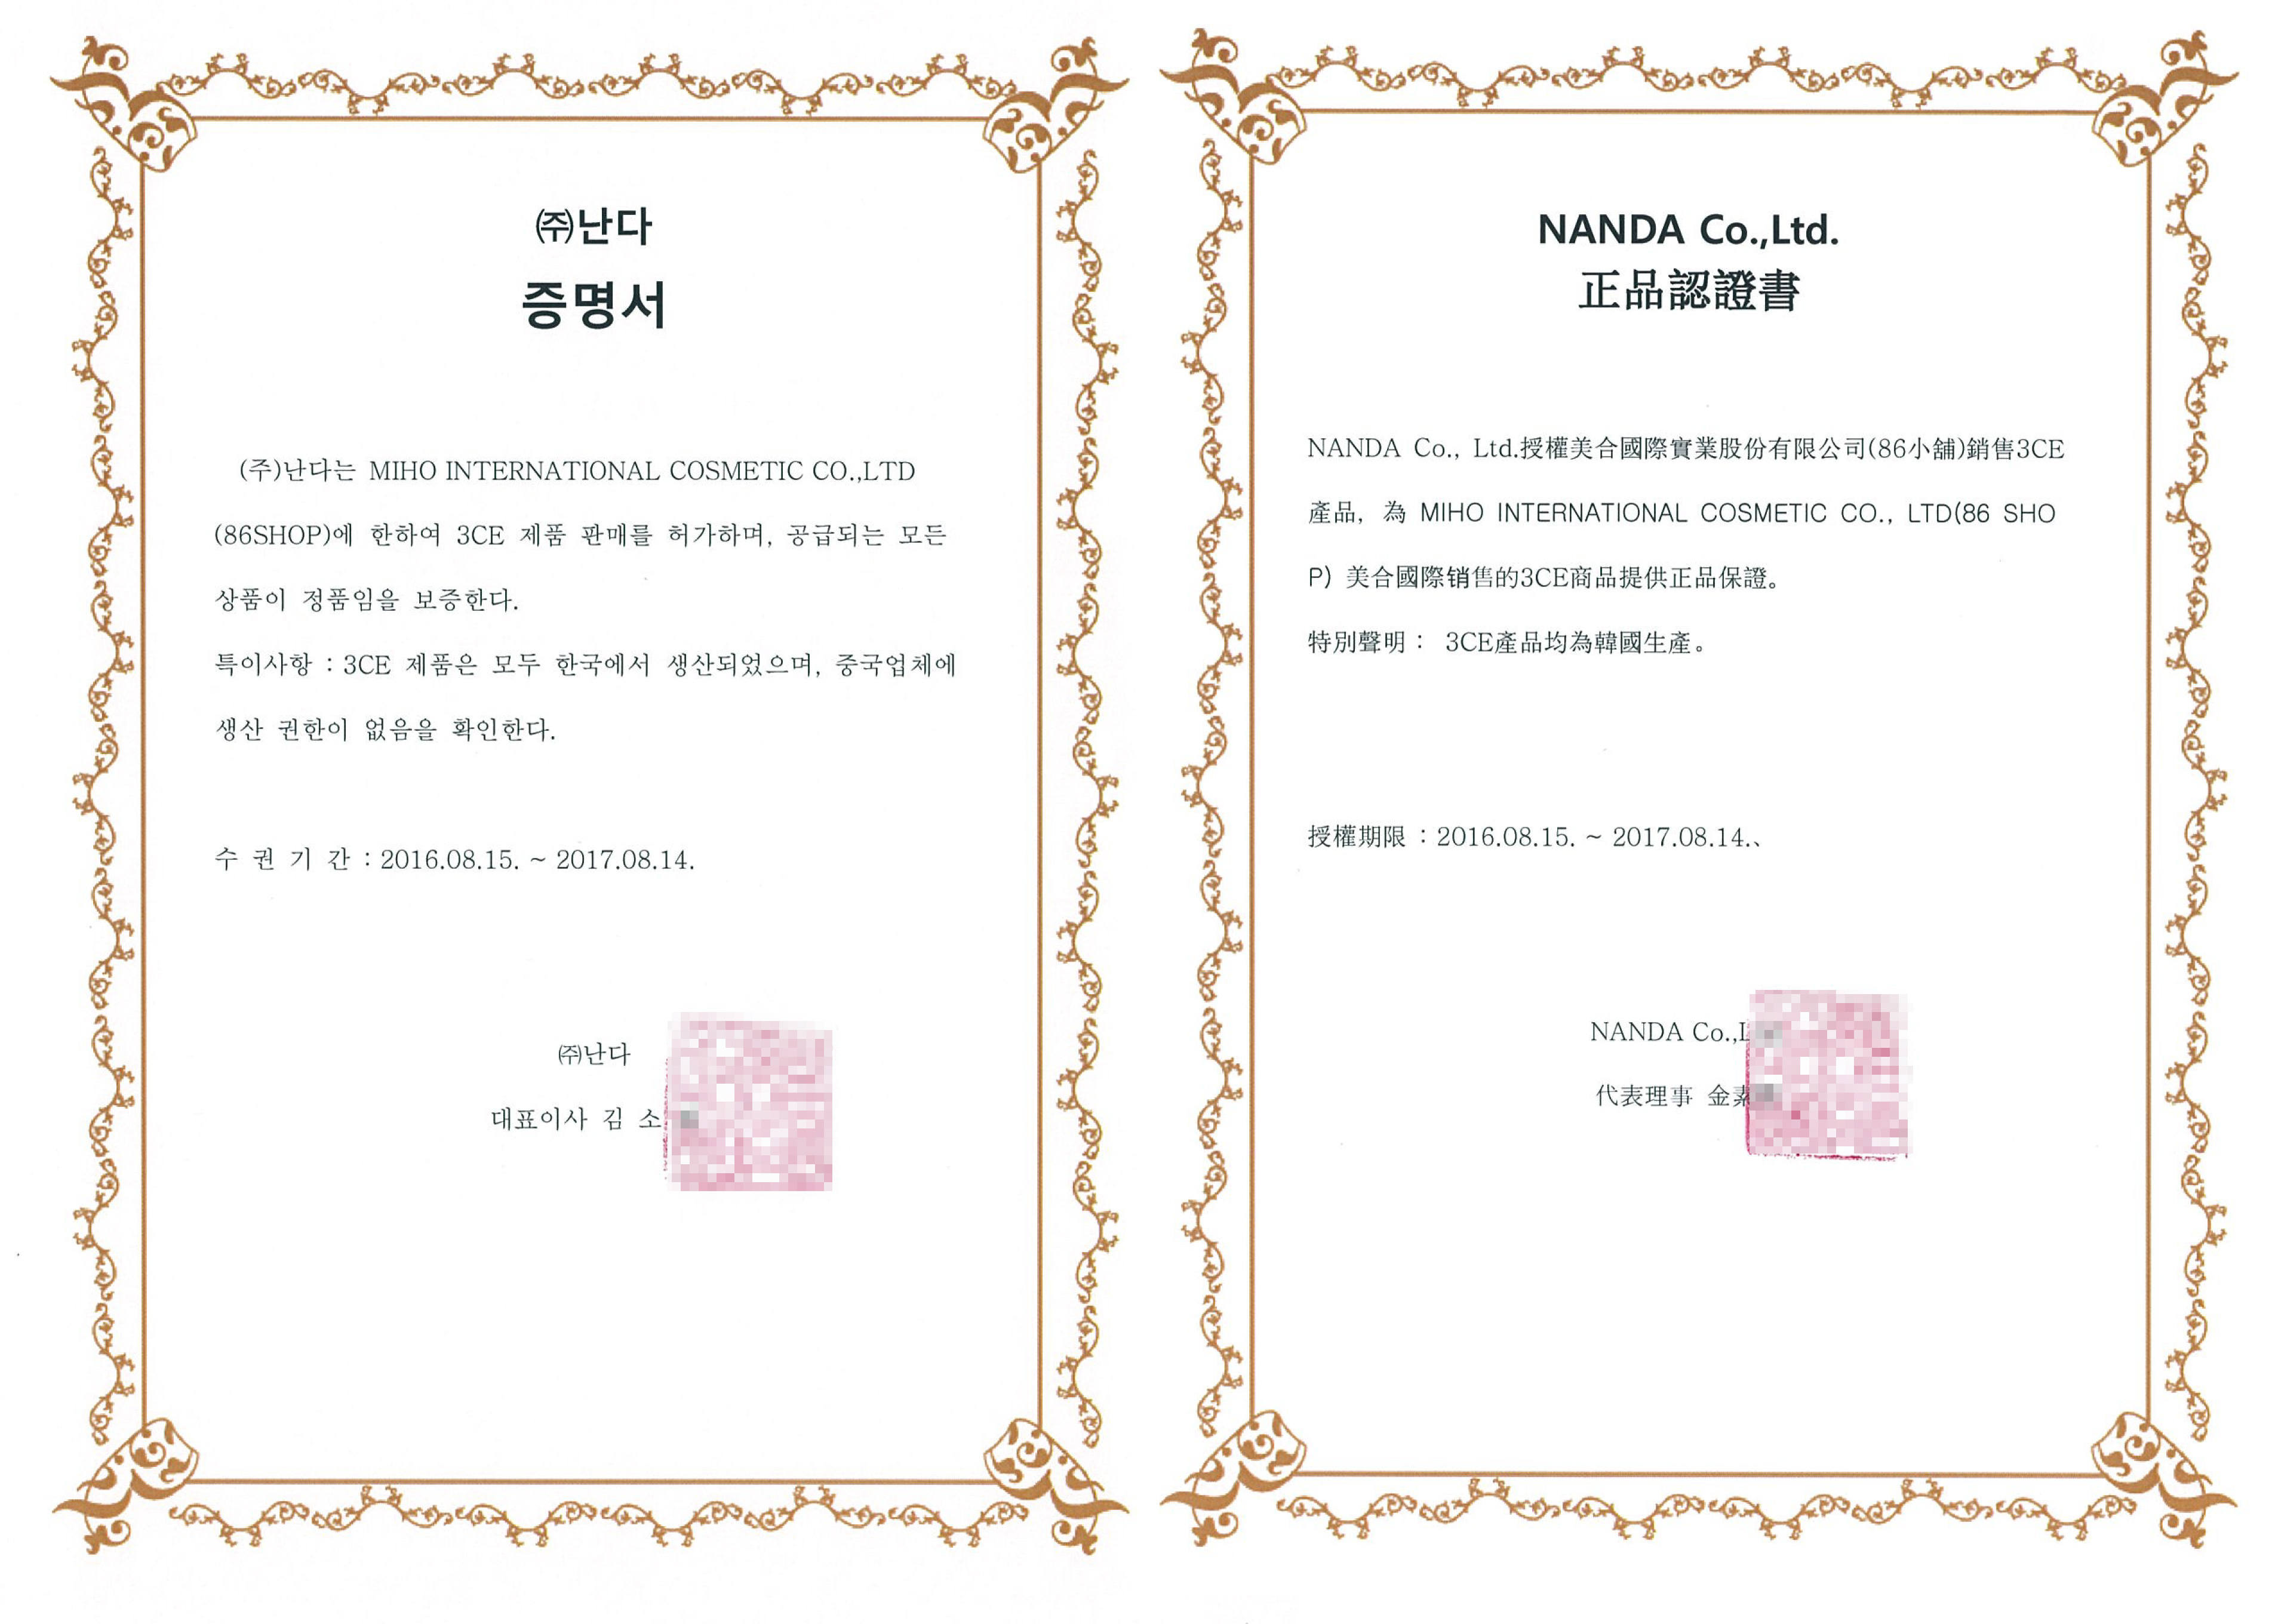 ㈜난다
증명서
(주)난다는 MIHO INTERNATIONAL COSMETIC CO.,LTD
(86SHOP)에 한하여 3CE 제품 판매를 허가하며, 공급되는 모든
상품이 정품임을 보증한다.
특이사항 : 3CE 제품은 모두 한국에서 생산되었으며, 중국업체에
생산 권한이 없음을 확인한다.
수 권 기 간 : 2016.08.15. ~ 2017.08.14.
㈜난다
대표이사 김 소
NANDA Co.,Ltd.
正品認證書
NANDA Co., Ltd.授權美合國際實業股份有限公司(86小舖)銷售3CE
產品, 為 MIHO INTERNATIONAL COSMETIC CO., LTD(86 SHO
P) 美合國際销售的3CE商品提供正品保證。
特別聲明： 3CE產品均為韓國生產。
授權期限 : 2016.08.15. ~ 2017.08.14.、
NANDA Co.,
代表理事 金素